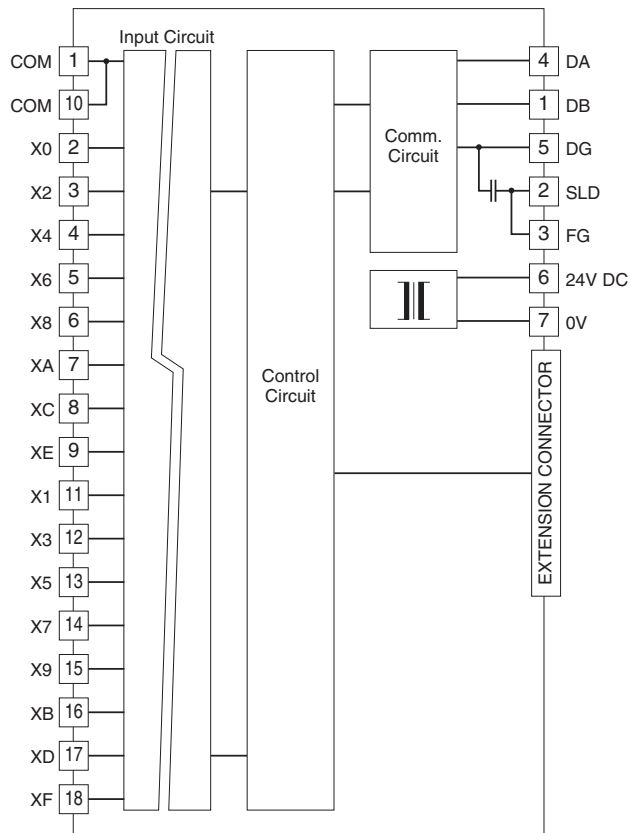 Input Circuit
COM 1
COM 10
X0 2
X2 3
X4 4
X6 5
X8 6
XA 7
XC 8
XE 9
X1 11
X3 12
X5 13
X7 14
X9 15
XB 16
XD 17
XF 18
Control
Circuit
Comm.
Circuit
4 DA
1 DB
5 DG
2 SLD
3 FG
6 24V DC
7 0V
EXTENSION CONNECTOR